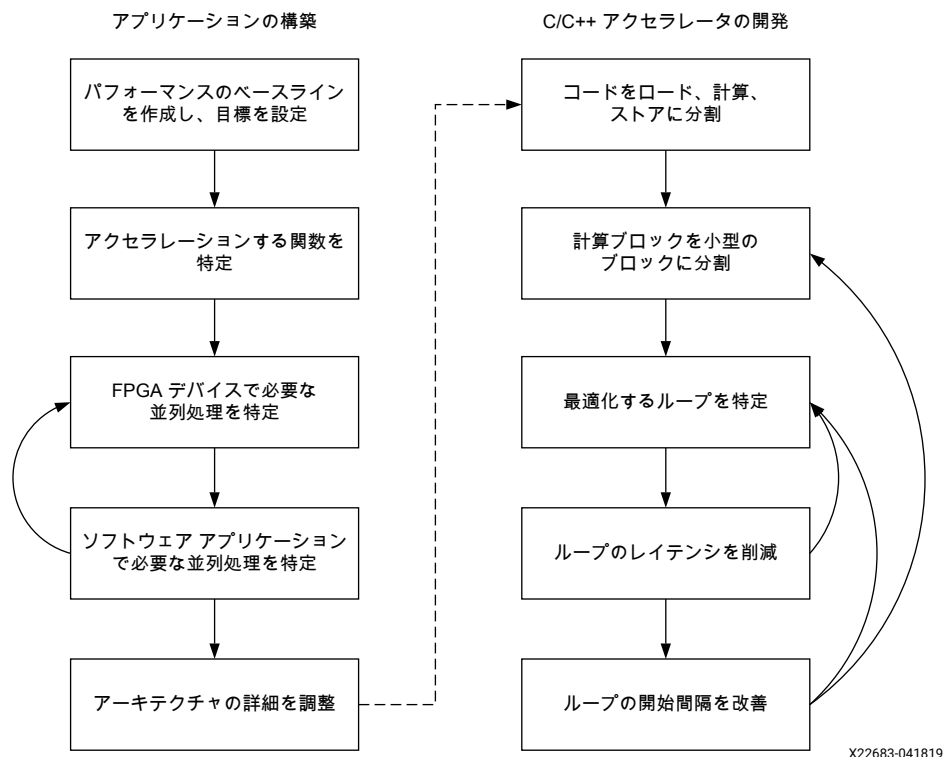 アプリケーションの構築
パフォーマンスのベースライン
を作成し、目標を設定
アクセラレーションする関数を
特定
FPGA デバイスで必要な
並列処理を特定
ソフトウェア アプリケーション
で必要な並列処理を特定
アーキテクチャの詳細を調整
C/C++ アクセラレータの開発
コードをロード、計算、
ストアに分割
計算ブロックを小型の
ブロックに分割
最適化するループを特定
ループのレイテンシを削減
ループの開始間隔を改善
X22683-041819